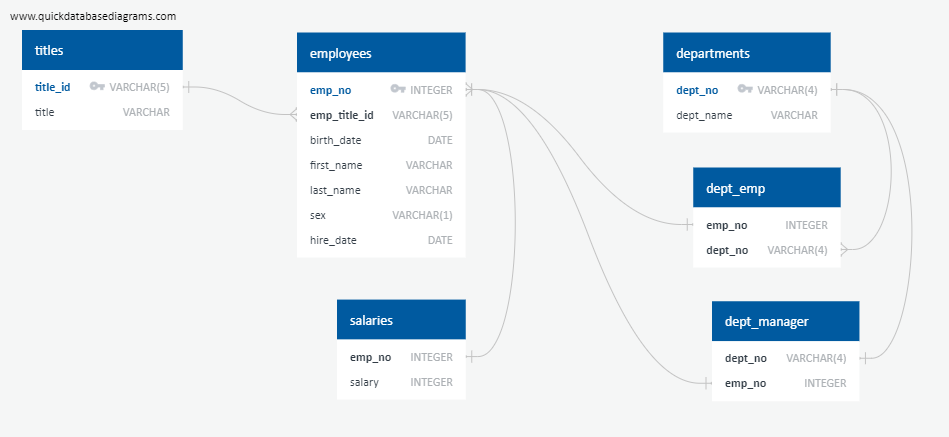 www.quickdatabasediagrams.com
titles
title_id VARCHAR(5)
title VARCHAR
employees
emp_no INTEGER
emp_title_id VARCHAR(5)
birth_date DATE
first_name VARCHAR
last_name VARCHAR
sex VARCHAR(1)
hire_date DATE
departments
dept_no VARCHAR(4)
dept_name VARCHAR
dept_emp
emp_no INTEGER
dept_no VARCHAR(4)
salaries
emp_no INTEGER
salary INTEGER
dept_manager
dept_no VARCHAR(4)
emp_no INTEGER